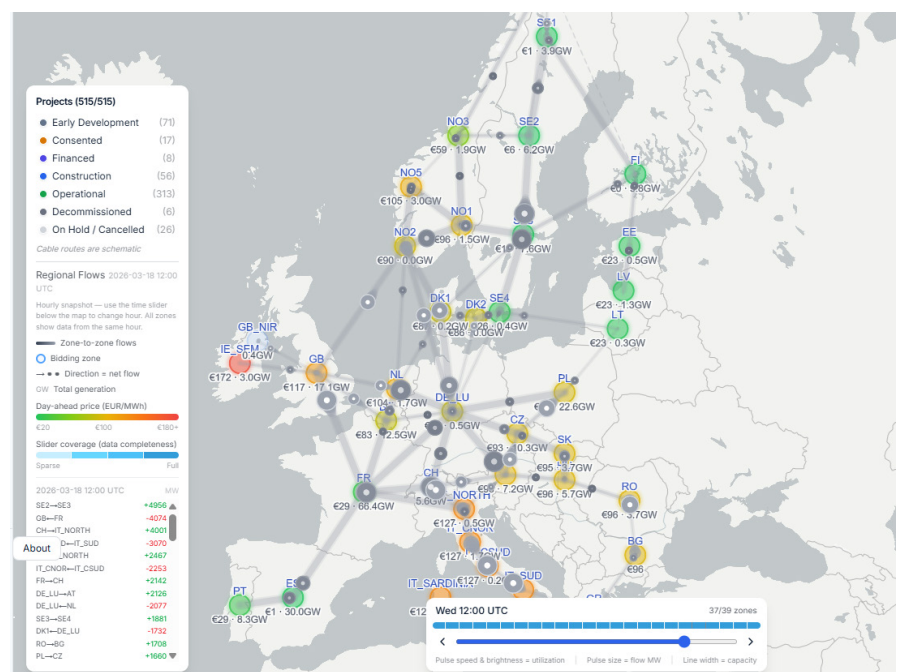 Projects (515/515)
Early Development (71)
Consented (17)
Financed (8)
Construction (56)
Operational (313)
Decommissioned (6)
On Hold / Cancelled (26)
Cable routes are schematic
Regional Flows 2026-03-18 12:00
UTC
Hourly snapshot — use the time slider
below the map to change hour. All zones
show data from the same hour.
Zone-to-zone flows
Bidding zone
Direction = net flow
GW Total generation
Day-ahead price (EUR/MWh)
€20 €100 €180+
Slider coverage (data completeness)
Sparse Full
2026-03-18 12:00 UTC MW
SE2→SE3 +4956
GB←FR -4074
CH→IT_NORTH +4001
←IT_SUD -3070
_NORTH +2467
IT_CNOR←IT_CSUD -2253
FR→CH +2142
DE_LU→AT +2126
DE_LU←NL -2077
SE3→SE4 +1881
DK1←DE_LU -1732
RO→BG +1708
PL→CZ +1660
About
SE1
€1 · 3.9GW
NO3
€59 · 1.9GW
SE2
€6 · 6.2GW
FI
NO5
€105 · 3.0GW
NO1
€96 · 1.5GW
NO2
€90 · 0.0GW
EE
€23 · 0.5GW
LV
€23 · 1.3GW
LT
€23 · 0.3GW
DK1
DK2
SE4
€86 · 0.0GW
GB_NIR
0.4GW
IE_SEM
€172 · 3.0GW
GB
€117 · 17.1GW
NL
€104 · 1.7GW
€83 · 12.5GW
DE_LU
0.5GW
PL
22.6GW
CZ
€93 · 0.3GW
SK
€95 · 3.7GW
7.2GW
€96 · 5.7GW
RO
€96 · 3.7GW
BG
€96
FR
€29 · 66.4GW
CH
5.6GW
NORTH
€127 · 0.5GW
IT_CNOR
CSUD
IT_SUD
IT_SARDINIA
PT
€29 · 8.3GW
ES
€1 · 30.0GW
Wed 12:00 UTC 37/39 zones
Pulse speed & brightness = utilization | Pulse size = flow MW | Line width = capacity